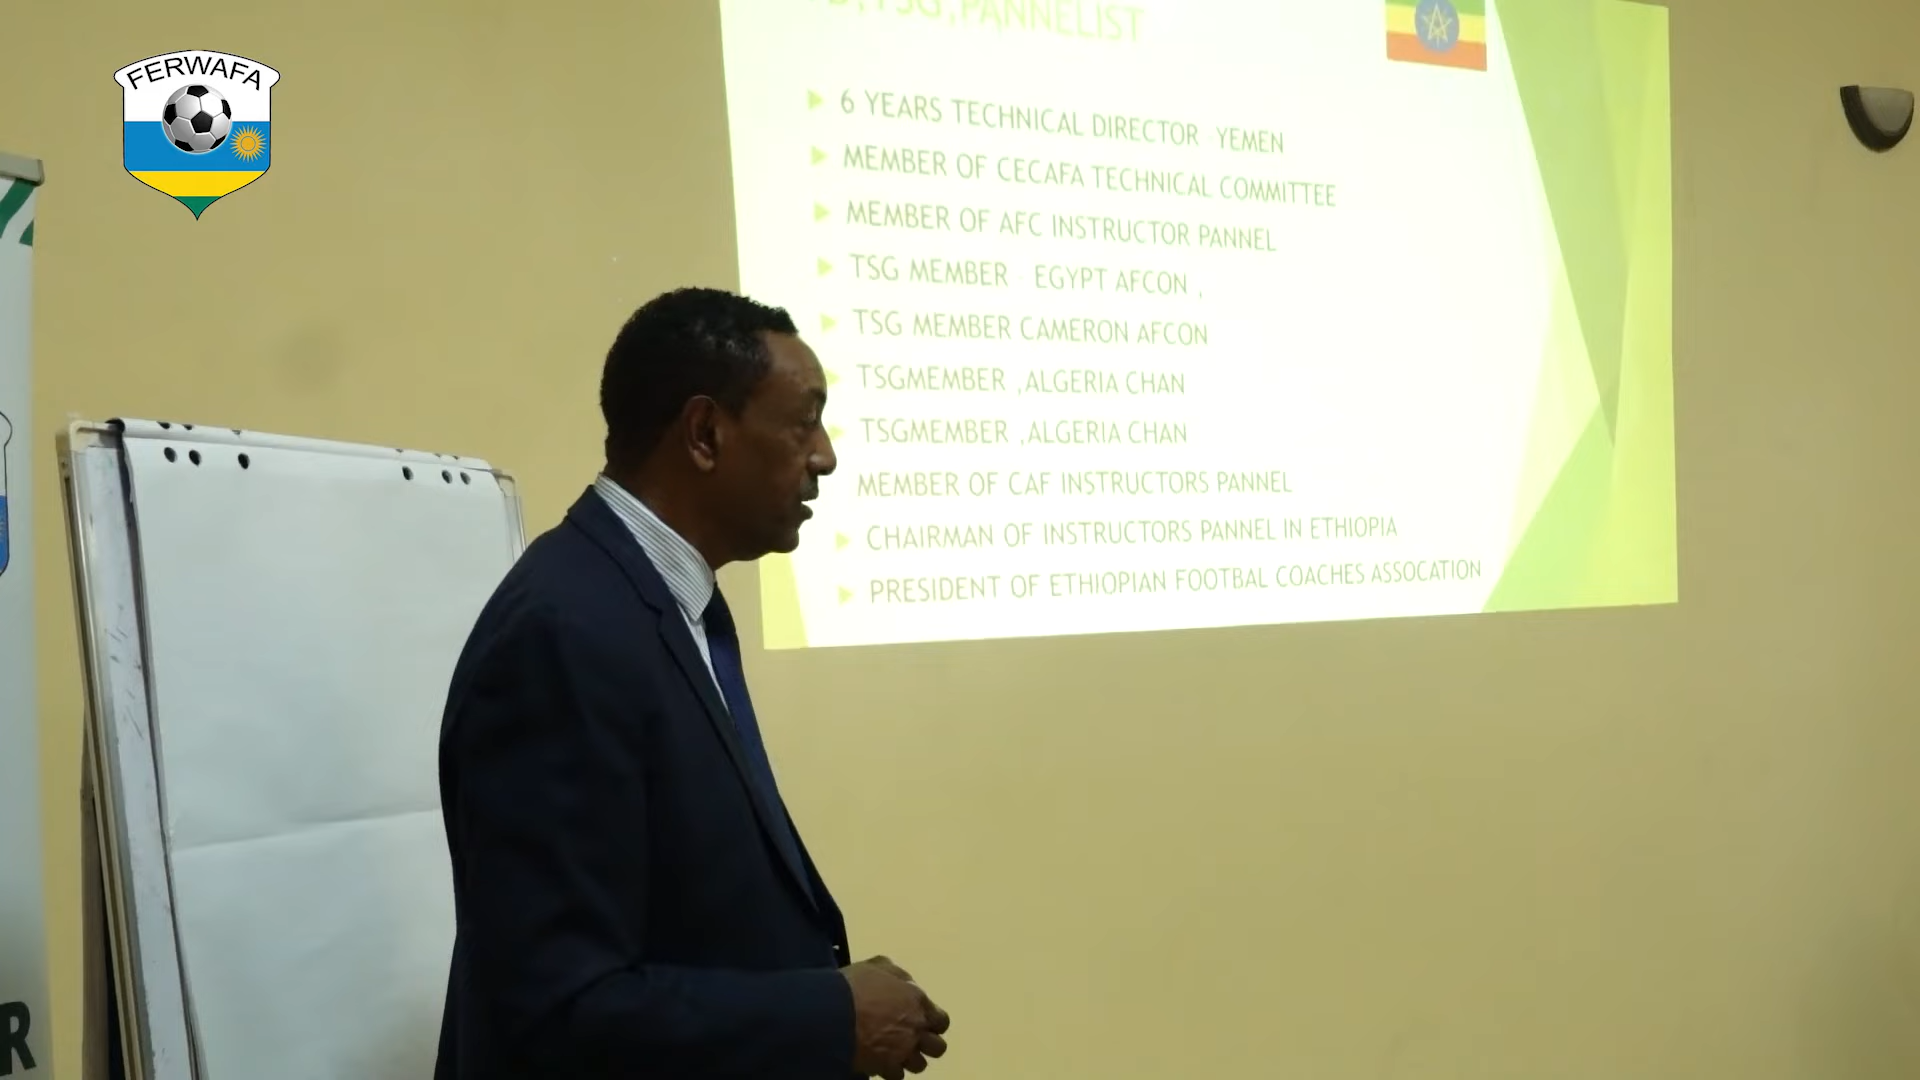 FERWAFA
TSG,PANNELIST
6 YEARS TECHNICAL DIRECTOR -YEMEN
MEMBER OF CECAFA TECHNICAL COMMITTEE
MEMBER OF AFC INSTRUCTOR PANNEL
TSG MEMBER - EGYPT AFCON ,
TSG MEMBER CAMERON AFCON
TSGMEMBER ,ALGERIA CHAN
TSGMEMBER ,ALGERIA CHAN
MEMBER OF CAF INSTRUCTORS PANNEL
CHAIRMAN OF INSTRUCTORS PANNEL IN ETHIOPIA
PRESIDENT OF ETHIOPIAN FOOTBAL COACHES ASSOCATION
R